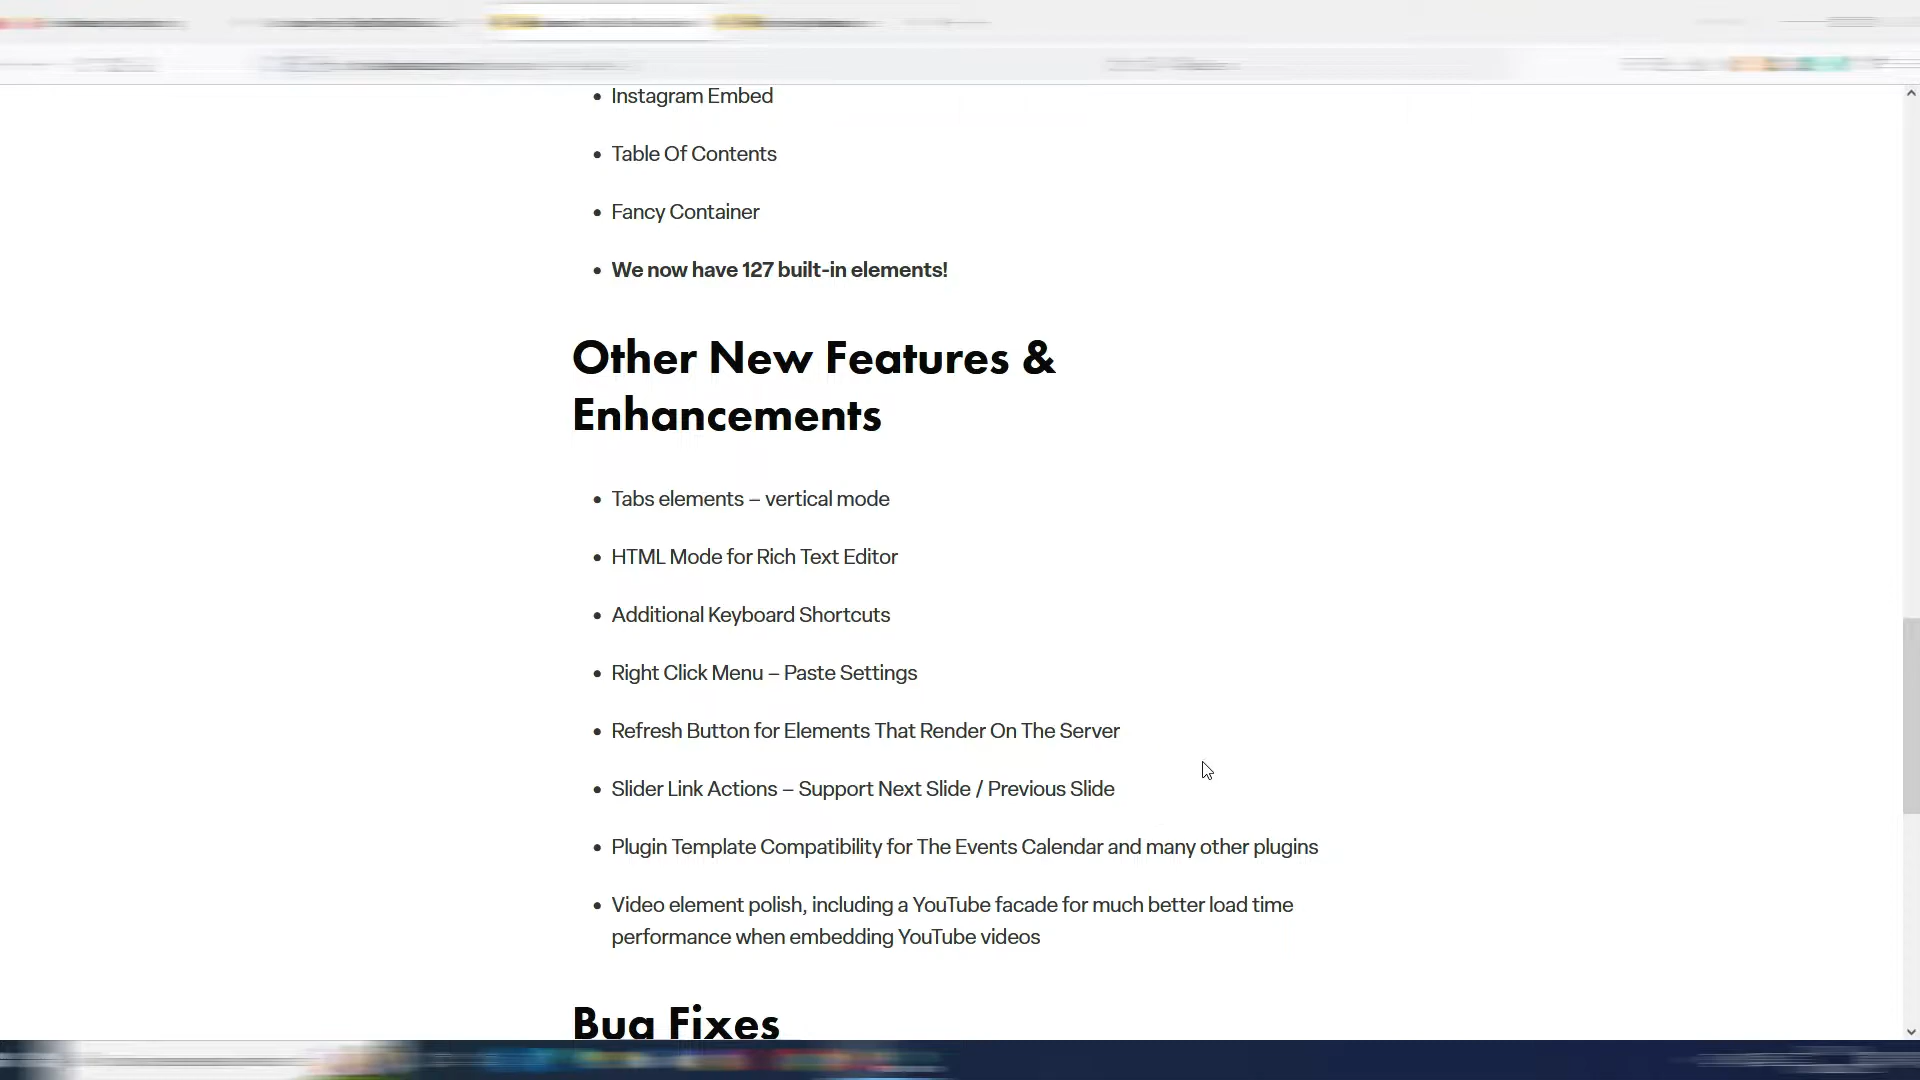 Instagram Embed
Table Of Contents
Fancy Container
We now have 127 built-in elements!
Other New Features &
Enhancements
Tabs elements – vertical mode
HTML Mode for Rich Text Editor
Additional Keyboard Shortcuts
Right Click Menu – Paste Settings
Refresh Button for Elements That Render On The Server
Slider Link Actions – Support Next Slide / Previous Slide
Plugin Template Compatibility for The Events Calendar and many other plugins
Video element polish, including a YouTube facade for much better load time
performance when embedding YouTube videos
Bug Fixes